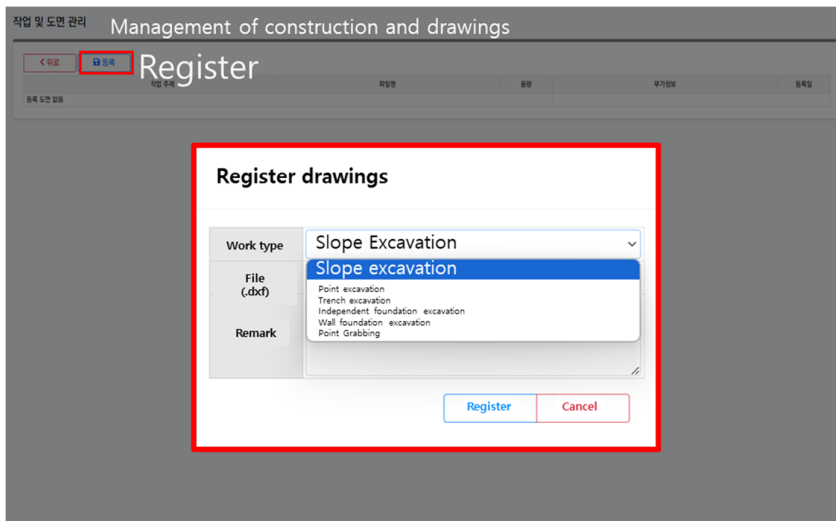 작업 및 도면 관리 Management of construction and drawings
< 뒤로 등록 Register
작업 주제 파일명 용량 부가정보 등록일
등록 도면 없음
Register drawings
Work type Slope Excavation
Slope excavation
File
(.dxf)
Point excavation
Trench excavation
Independent foundation excavation
Wall foundation excavation
Point Grabbing
Remark
Register Cancel